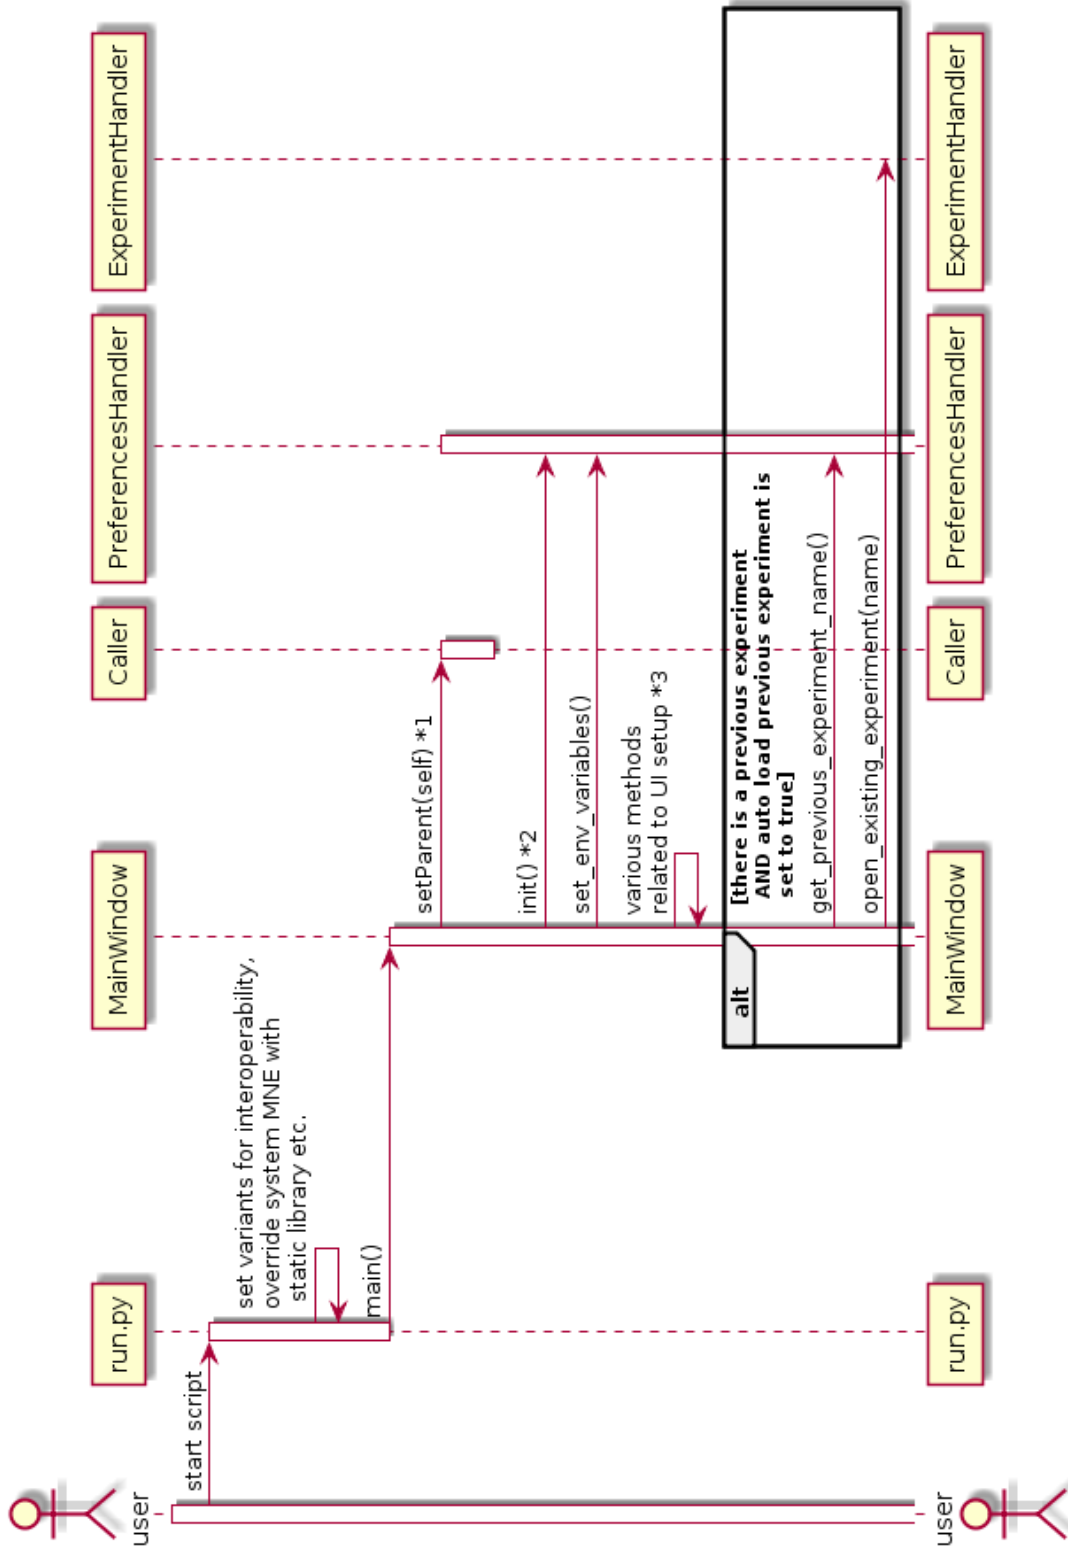 user
run.py
MainWindow
Caller
PreferencesHandler
ExperimentHandler
start script
set variants for interoperability,
override system MNE with
static library etc.
main()
setParent(self) *1
init() *2
set_env_variables()
various methods
related to UI setup *3
alt
[there is a previous experiment
AND auto load previous experiment is
set to true]
get_previous_experiment_name()
open_existing_experiment(name)
user
run.py
MainWindow
Caller
PreferencesHandler
ExperimentHandler